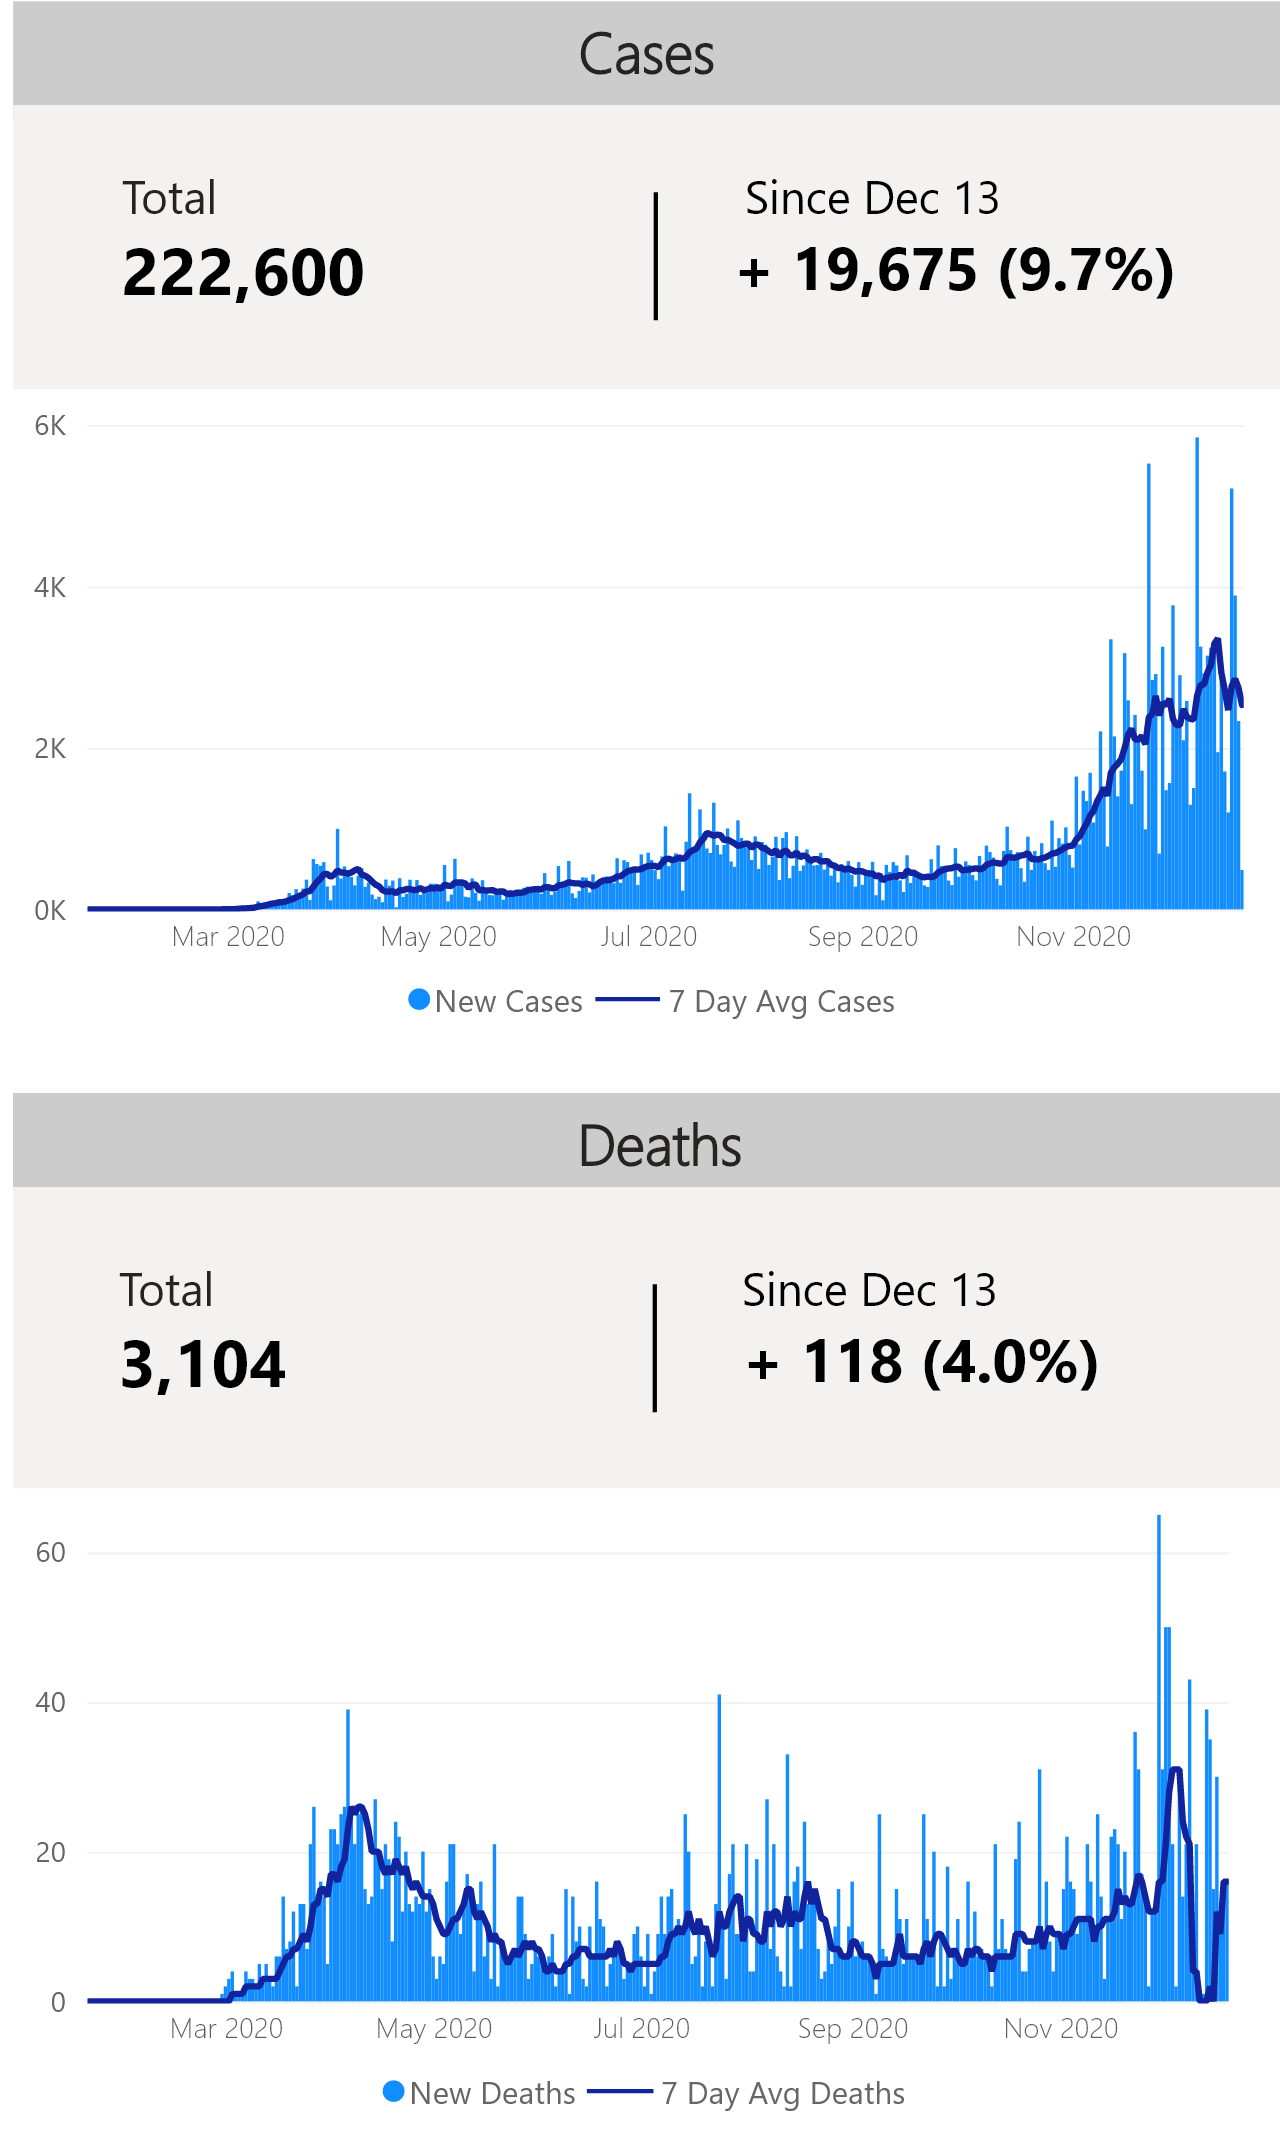 Cases
Total
Since Dec 13
222,600
+ 19,675 (9.7%)
6K
4K
2K
0K
Mar 2020 May 2020 Jul 2020 Sep 2020 Nov 2020
New Cases 7 Day Avg Cases
Deaths
Total
Since Dec 13
3,104
+ 118 (4.0%)
60
40
20
0
Mar 2020 May 2020 Jul 2020 Sep 2020 Nov 2020
New Deaths 7 Day Avg Deaths